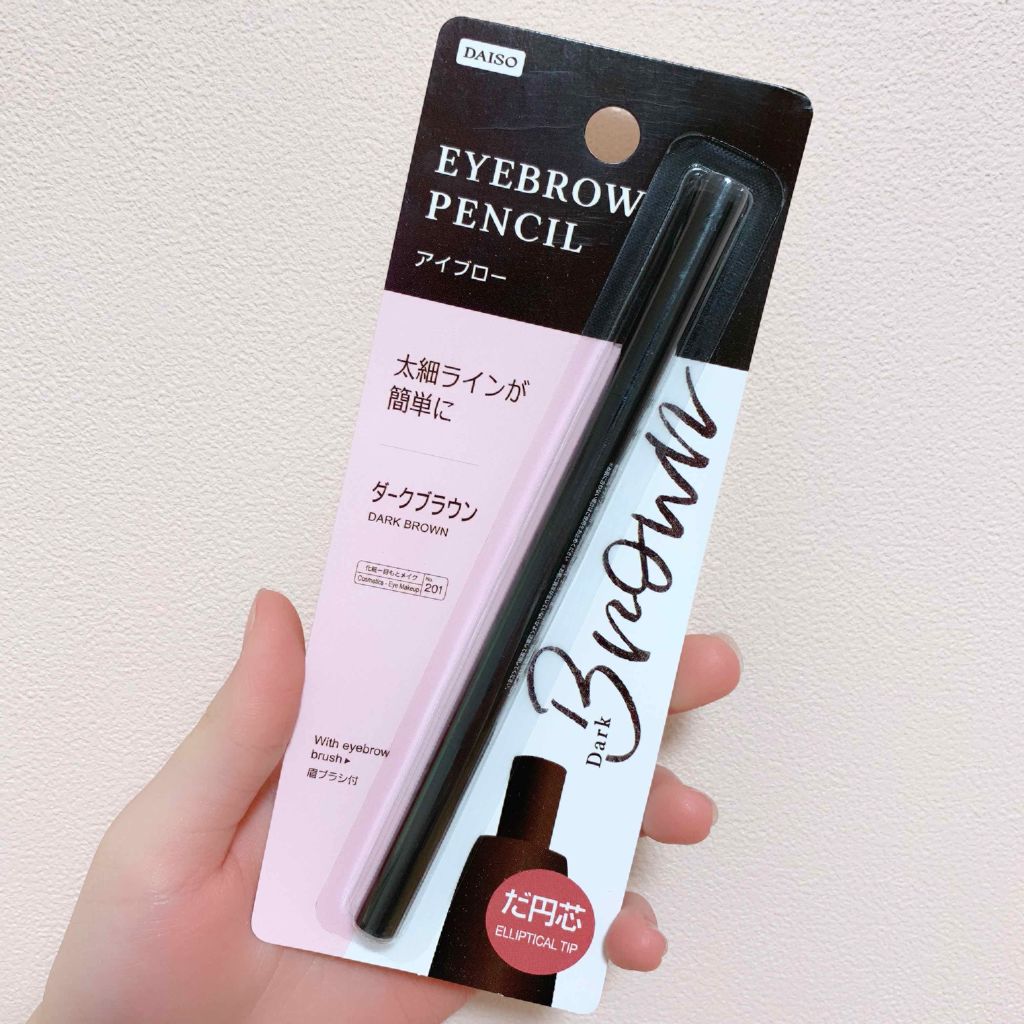 DAISO
EYEBROW
PENCIL
アイブロー
太細ラインが
簡単に
ダークブラウン
DARK BROWN
化粧ー目もとメイク
Cosmetics - Eye Makeup
No.
201
With eyebrow
brush▸
眉ブラシ付
Dark
Brown
だ円芯
ELLIPTICAL TIP